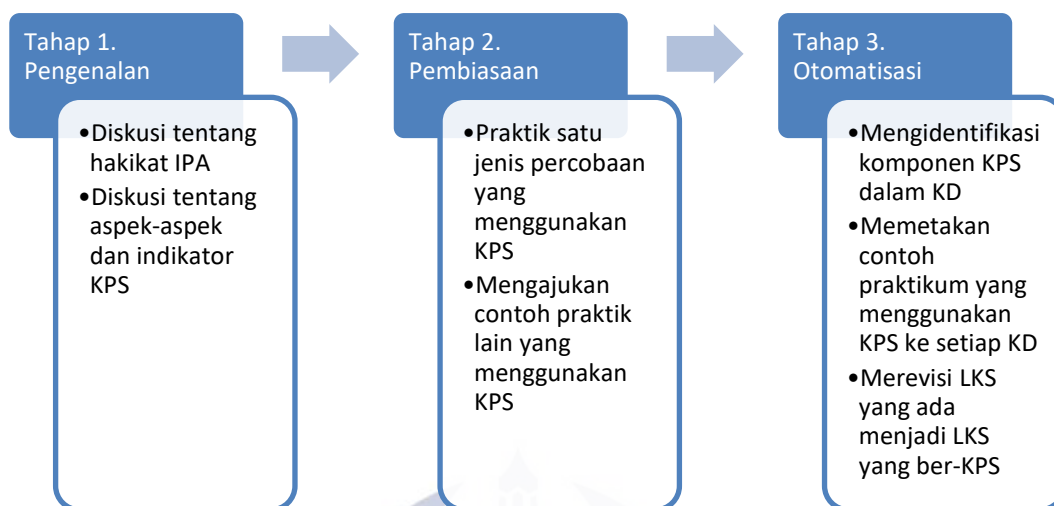 Tahap 1.
Pengenalan
•Diskusi tentang
hakikat IPA
•Diskusi tentang
aspek-aspek
dan indikator
KPS
Tahap 2.
Pembiasaan
•Praktik satu
jenis percobaan
yang
menggunakan
KPS
•Mengajukan
contoh praktik
lain yang
menggunakan
KPS
Tahap 3.
Otomatisasi
•Mengidentifikasi
komponen KPS
dalam KD
•Memetakan
contoh
praktikum yang
menggunakan
KPS ke setiap KD
•Merevisi LKS
yang ada
menjadi LKS
yang ber-KPS